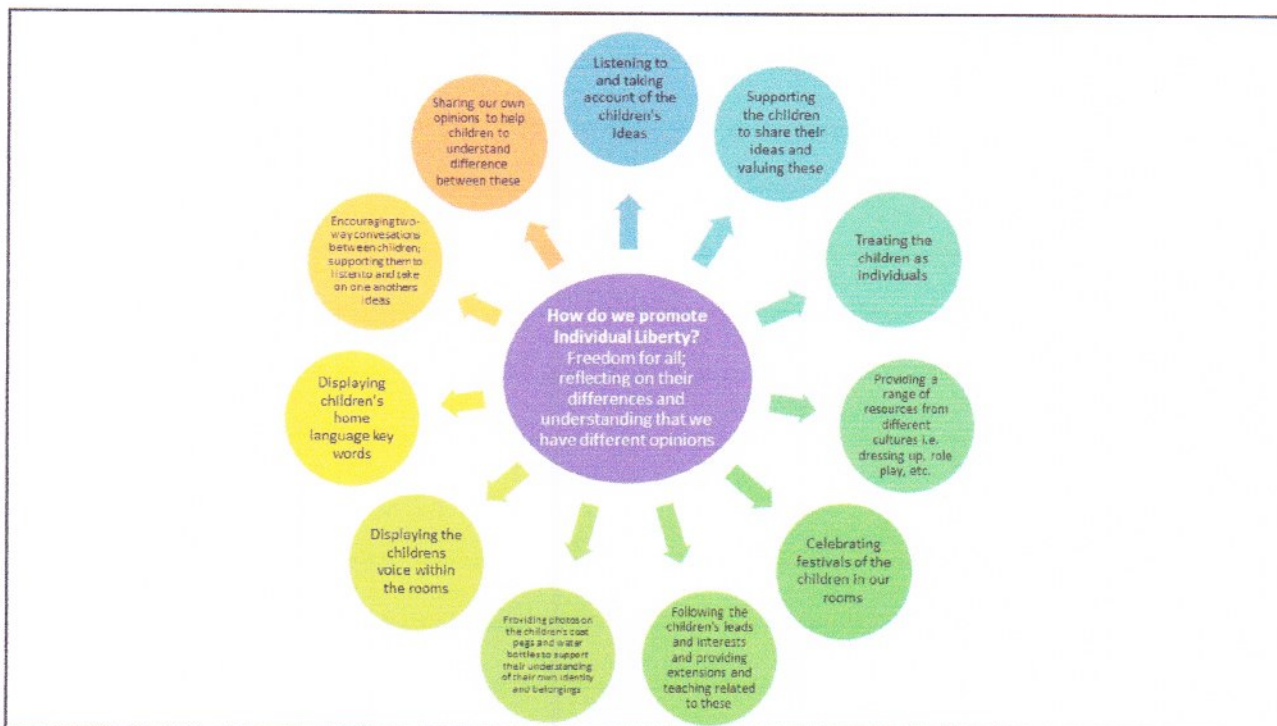 How do we promote
Individual Liberty?
Freedom for all;
reflecting on their
differences and
understanding that we
have different opinions
Listening to
and taking
account of the
children's
ideas
Supporting
the children
to share their
ideas and
valuing these
Treating the
children as
individuals
Providing a
range of
resources from
different
cultures i.e.
dressing up, role
play, etc.
Celebrating
festivals of the
children in our
rooms
Following the
children's leads
and interests
and providing
extensions and
teaching related
to these
Providing photos on
the children's coat
pegs and water
bottles to support
their understanding
of their own identity
and belongings
Displaying the
childrens
voice within
the rooms
Displaying
children's
home
language key
words
Encouraging two-
way convesations
between children;
supporting them to
listen to and take
on one anothers
ideas
Sharing our own
opinions to help
children to
understand
difference
between these